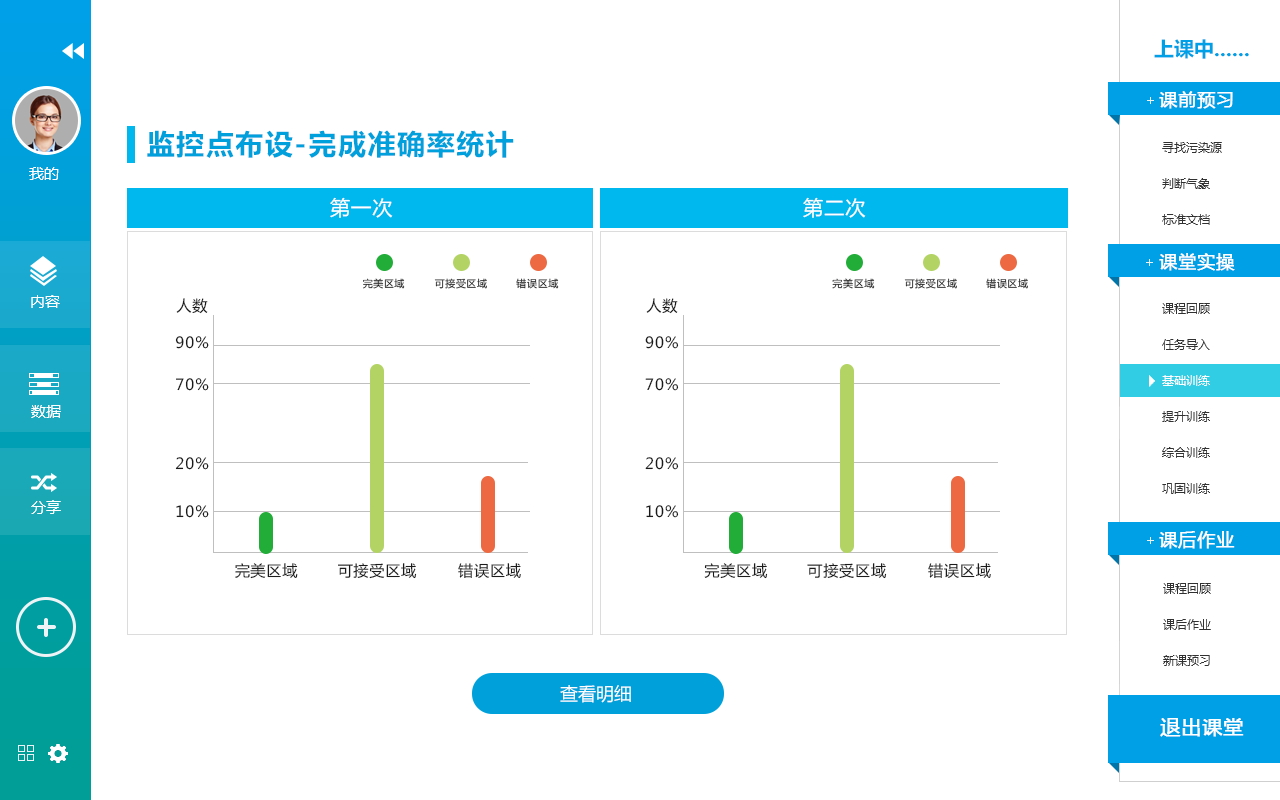 我的
内容
数据
分享
监控点布设-完成准确率统计
第一次
完美区域 可接受区域 错误区域
人数
90%
70%
20%
10%
完美区域 可接受区域 错误区域
第二次
完美区域 可接受区域 错误区域
人数
90%
70%
20%
10%
完美区域 可接受区域 错误区域
查看明细
上课中......
+ 课前预习
寻找污染源
判断气象
标准文档
+ 课堂实操
课程回顾
任务导入
基础训练
提升训练
综合训练
巩固训练
+ 课后作业
课程回顾
课后作业
新课预习
退出课堂